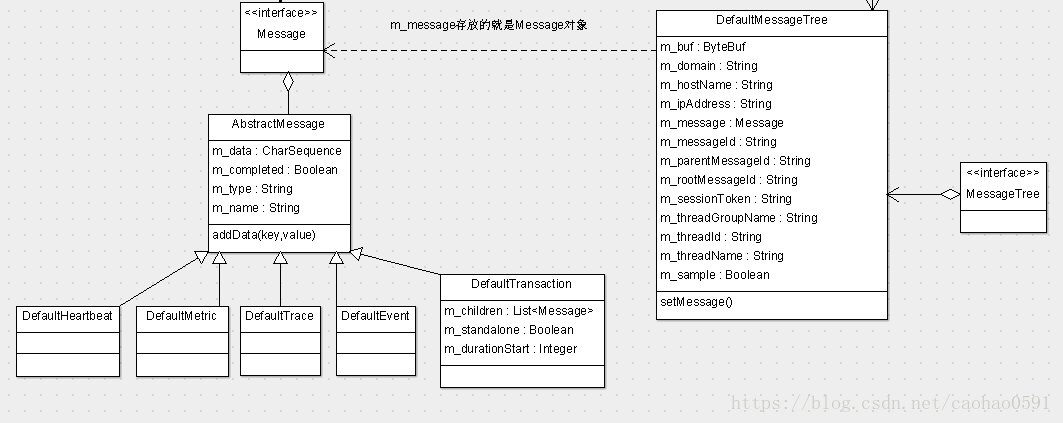 <<interface>>
Message
m_message存放的就是Message对象
AbstractMessage
m_data : CharSequence
m_completed : Boolean
m_type : String
m_name : String
addData(key,value)
DefaultHeartbeat
DefaultMetric
DefaultTrace
DefaultEvent
DefaultTransaction
m_children : List<Message>
m_standalone : Boolean
m_durationStart : Integer
DefaultMessageTree
m_buf : ByteBuf
m_domain : String
m_hostName : String
m_ipAddress : String
m_message : Message
m_messageId : String
m_parentMessageId : String
m_rootMessageId : String
m_sessionToken : String
m_threadGroupName : String
m_threadId : String
m_threadName : String
m_sample : Boolean
setMessage()
<<interface>>
MessageTree
https://blog.csdn.net/caohao0591